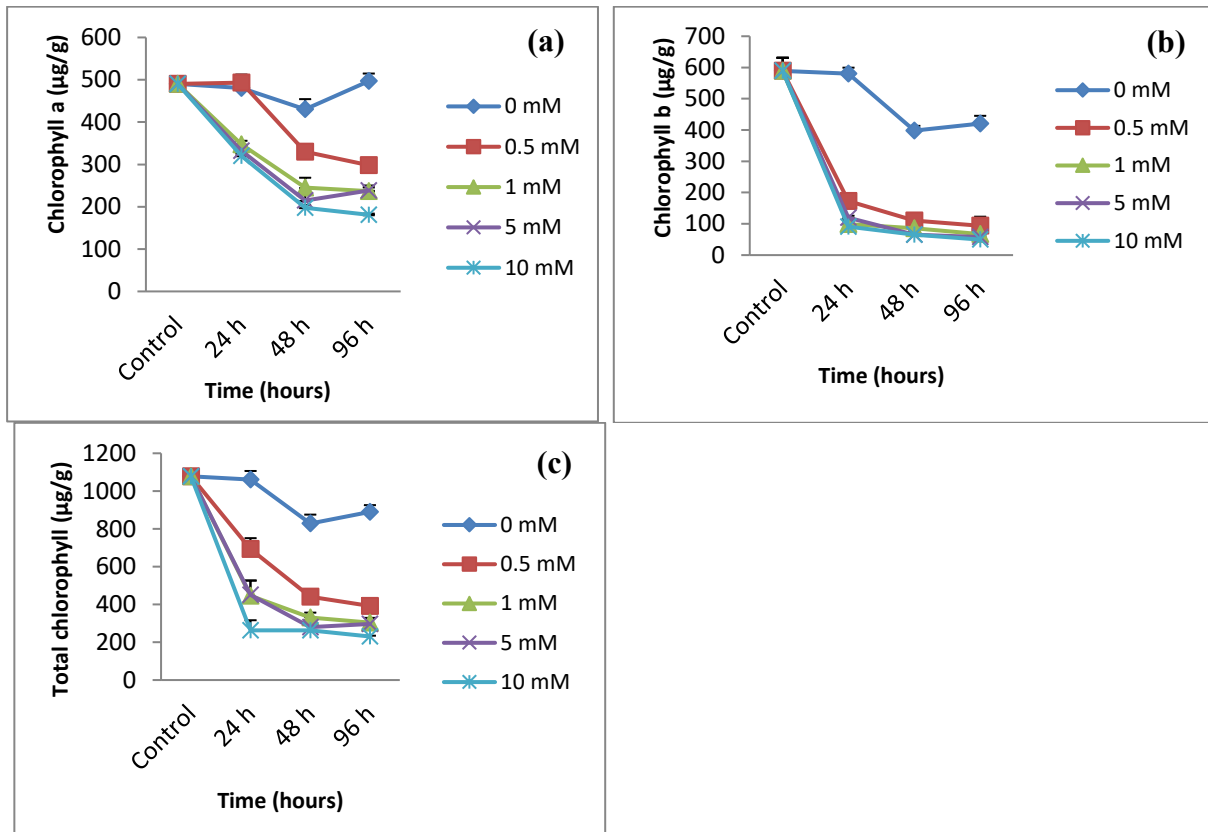 (a)
Chlorophyll a (µg/g)
600
500
400
300
200
100
0
Control
24 h
48 h
96 h
Time (hours)
0 mM
0.5 mM
1 mM
5 mM
10 mM
(b)
Chlorophyll b (µg/g)
700
600
500
400
300
200
100
0
Control
24 h
48 h
96 h
Time (hours)
0 mM
0.5 mM
1 mM
5 mM
10 mM
(c)
Total chlorophyll (µg/g)
1200
1000
800
600
400
200
0
Control
24 h
48 h
96 h
Time (hours)
0 mM
0.5 mM
1 mM
5 mM
10 mM